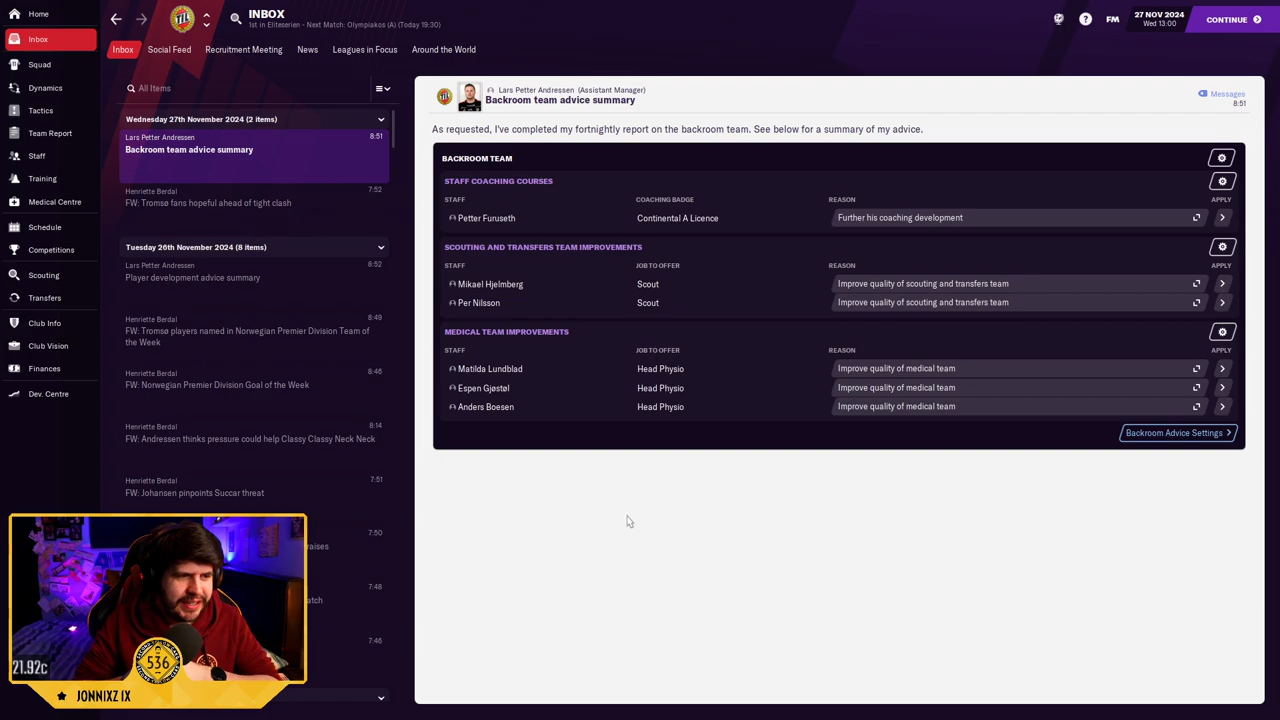 Home
Inbox
Squad
Dynamics
Tactics
Team Report
Staff
Training
Medical Centre
Schedule
Competitions
Scouting
Transfers
Club Info
Club Vision
Finances
Dev. Centre
TIL
INBOX
1st in Eliteserien - Next Match: Olympiakos (A) (Today 19:30)
FM
27 NOV 2024
Wed 13:00
CONTINUE
Inbox
Social Feed
Recruitment Meeting
News
Leagues in Focus
Around the World
All Items
Wednesday 27th November 2024 (2 items)
Lars Petter Andressen 8:51
Backroom team advice summary
Henriette Berdal 7:52
FW: Tromsø fans hopeful ahead of tight clash
Tuesday 26th November 2024 (8 items)
Lars Petter Andressen 8:52
Player development advice summary
Henriette Berdal 8:49
FW: Tromsø players named in Norwegian Premier Division Team of
the Week
Henriette Berdal 8:46
FW: Norwegian Premier Division Goal of the Week
Henriette Berdal 8:14
FW: Andressen thinks pressure could help Classy Classy Neck Neck
Henriette Berdal 7:51
FW: Johansen pinpoints Succar threat
7:50
raises
7:48
atch
7:46
Lars Petter Andressen (Assistant Manager)
Backroom team advice summary
Messages
8:51
As requested, I've completed my fortnightly report on the backroom team. See below for a summary of my advice.
BACKROOM TEAM
STAFF COACHING COURSES
STAFF COACHING BADGE REASON APPLY
Petter Furuseth Continental A Licence Further his coaching development
SCOUTING AND TRANSFERS TEAM IMPROVEMENTS
STAFF JOB TO OFFER REASON APPLY
Mikael Hjelmberg Scout Improve quality of scouting and transfers team
Per Nilsson Scout Improve quality of scouting and transfers team
MEDICAL TEAM IMPROVEMENTS
STAFF JOB TO OFFER REASON APPLY
Matilda Lundblad Head Physio Improve quality of medical team
Espen Gjøstøl Head Physio Improve quality of medical team
Anders Boesen Head Physio Improve quality of medical team
Backroom Advice Settings
21.92c
536
JONNIXZ IX